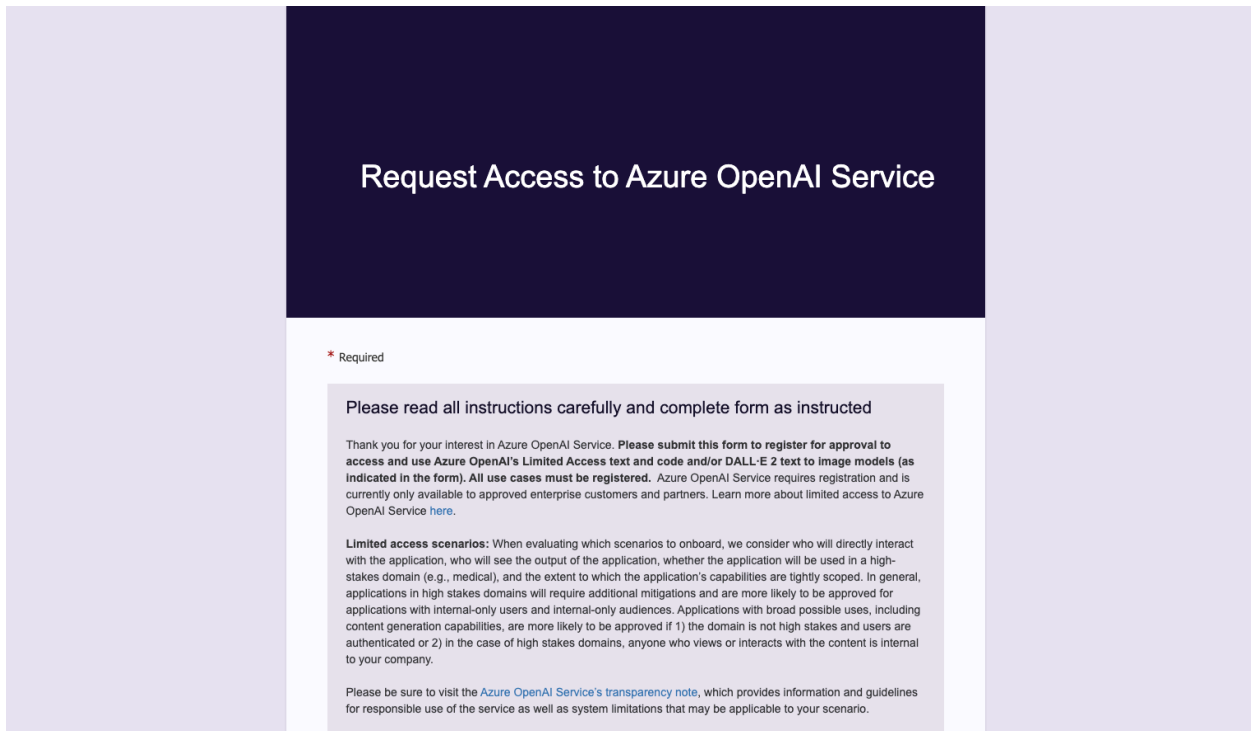 Request Access to Azure OpenAI Service
* Required
Please read all instructions carefully and complete form as instructed
Thank you for your interest in Azure OpenAI Service. Please submit this form to register for approval to
access and use Azure OpenAI's Limited Access text and code and/or DALL·E 2 text to image models (as
indicated in the form). All use cases must be registered. Azure OpenAI Service requires registration and is
currently only available to approved enterprise customers and partners. Learn more about limited access to Azure
OpenAI Service here.
Limited access scenarios: When evaluating which scenarios to onboard, we consider who will directly interact
with the application, who will see the output of the application, whether the application will be used in a high-
stakes domain (e.g., medical), and the extent to which the application's capabilities are tightly scoped. In general,
applications in high stakes domains will require additional mitigations and are more likely to be approved for
applications with internal-only users and internal-only audiences. Applications with broad possible uses, including
content generation capabilities, are more likely to be approved if 1) the domain is not high stakes and users are
authenticated or 2) in the case of high stakes domains, anyone who views or interacts with the content is internal
to your company.
Please be sure to visit the Azure OpenAI Service's transparency note, which provides information and guidelines
for responsible use of the service as well as system limitations that may be applicable to your scenario.